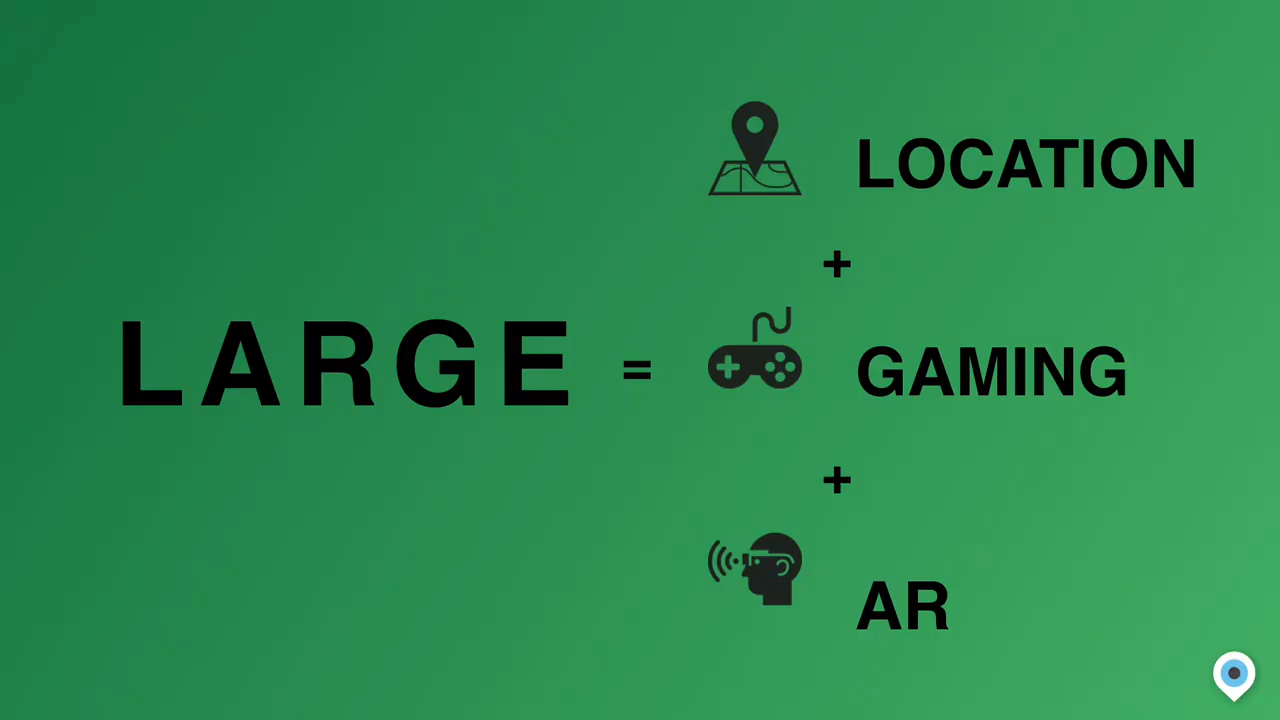 LOCATION
+
LARGE = GAMING
+
AR